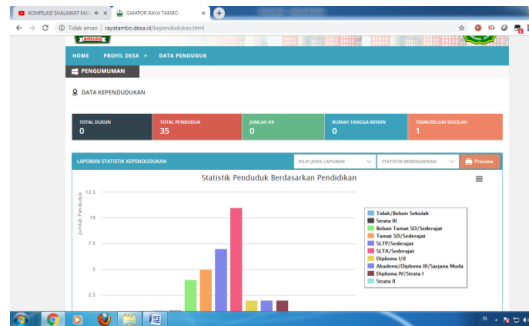 KOMPILASI SHALAWAT MA
GAMPOR RAYA TAMBO
Tidak aman | rayatambo.desa.id/kependudukan.html
HOME PROFIL DESA DATA PENDUDUK
PENGUMUMAN
DATA KEPENDUDUKAN
TOTAL DUSUN TOTAL PENDUDUK JUMLAH KK RUMAH TANGGA MISKIN TIDAK/BELUM SEKOLAH
0 35 0 0 1
LAPORAN STATISTIK KEPENDUDUKAN PILIH JENIS LAPORAN STATISTIK BERDASARKAN Preview
Statistik Penduduk Berdasarkan Pendidikan
Jumlah Penduduk
12.5
10
7.5
5
2.5
Tidak/Belum Sekolah
Strata III
Belum Tamat SD/Sederajat
Tamat SD/Sederajat
SLTP/Sederajat
SLTA/Sederajat
Diploma I/II
Akademi/Diploma III/Sarjana Muda
Diploma IV/Strata I
Strata II